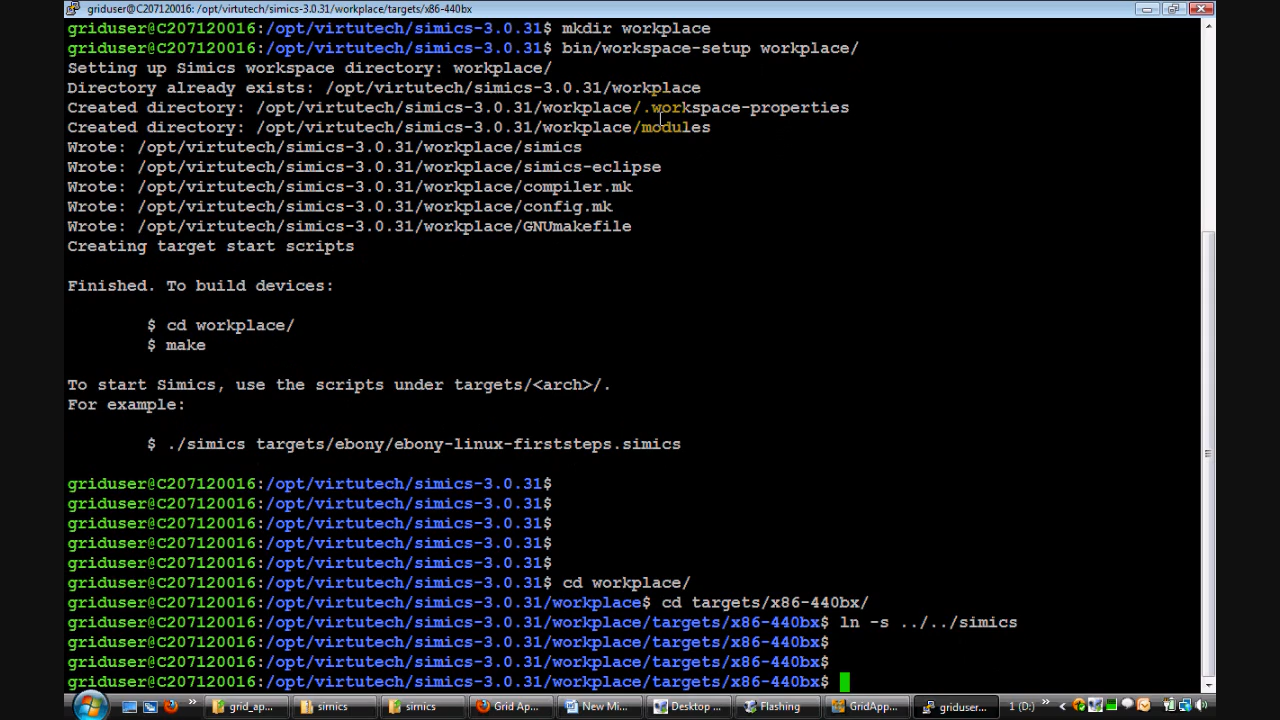 griduser@C207120016: /opt/virtutech/simics-3.0.31/workplace/targets/x86-440bx
griduser@C207120016:/opt/virtutech/simics-3.0.31$ mkdir workplace
griduser@C207120016:/opt/virtutech/simics-3.0.31$ bin/workspace-setup workplace/
Setting up Simics workspace directory: workplace/
Directory already exists: /opt/virtutech/simics-3.0.31/workplace
Created directory: /opt/virtutech/simics-3.0.31/workplace/.workspace-properties
Created directory: /opt/virtutech/simics-3.0.31/workplace/modules
Wrote: /opt/virtutech/simics-3.0.31/workplace/simics
Wrote: /opt/virtutech/simics-3.0.31/workplace/simics-eclipse
Wrote: /opt/virtutech/simics-3.0.31/workplace/compiler.mk
Wrote: /opt/virtutech/simics-3.0.31/workplace/config.mk
Wrote: /opt/virtutech/simics-3.0.31/workplace/GNUmakefile
Creating target start scripts
Finished. To build devices:
$ cd workplace/
$ make
To start Simics, use the scripts under targets/<arch>/.
For example:
$ ./simics targets/ebony/ebony-linux-firststeps.simics
griduser@C207120016:/opt/virtutech/simics-3.0.31$
griduser@C207120016:/opt/virtutech/simics-3.0.31$
griduser@C207120016:/opt/virtutech/simics-3.0.31$
griduser@C207120016:/opt/virtutech/simics-3.0.31$
griduser@C207120016:/opt/virtutech/simics-3.0.31$
griduser@C207120016:/opt/virtutech/simics-3.0.31$ cd workplace/
griduser@C207120016:/opt/virtutech/simics-3.0.31/workplace$ cd targets/x86-440bx/
griduser@C207120016:/opt/virtutech/simics-3.0.31/workplace/targets/x86-440bx$ ln -s ../../simics
griduser@C207120016:/opt/virtutech/simics-3.0.31/workplace/targets/x86-440bx$
griduser@C207120016:/opt/virtutech/simics-3.0.31/workplace/targets/x86-440bx$
griduser@C207120016:/opt/virtutech/simics-3.0.31/workplace/targets/x86-440bx$
grid_ap... simics simics Grid Ap... New Mi... Desktop ... Flashing GridApp... griduser... 1 (D:)